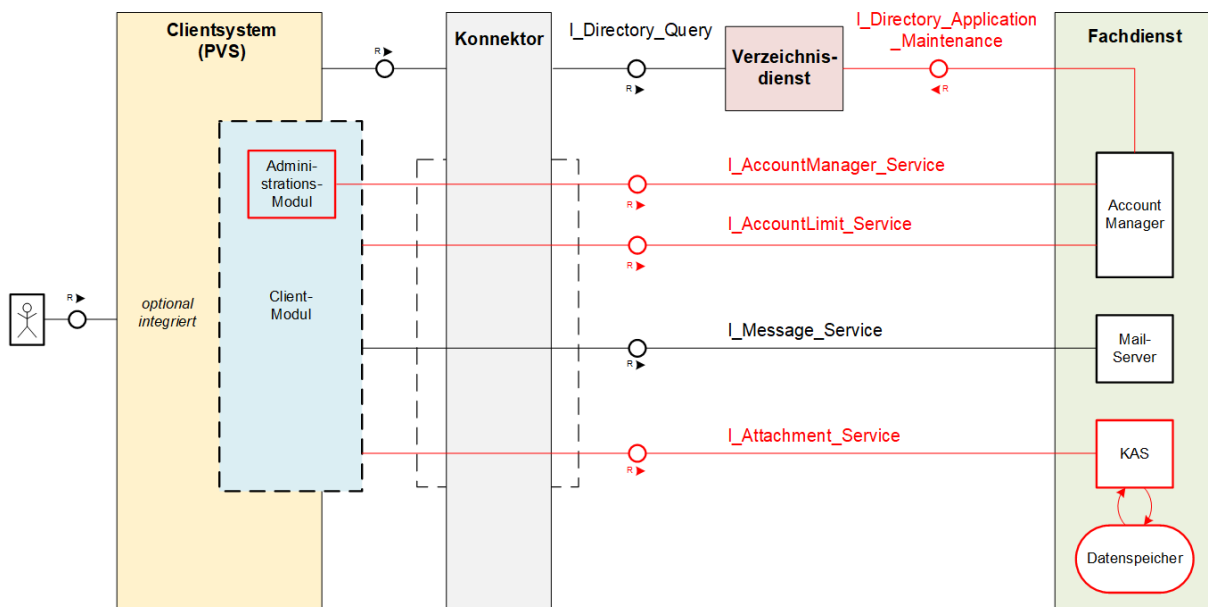 Clientsystem
(PVS)
Konnektor
I_Directory_Query
Verzeichnis-
dienst
I_Directory_Application
_Maintenance
Fachdienst
R
R
R
Admini-
strations-
Modul
I_AccountManager_Service
R
Account
Manager
I_AccountLimit_Service
R
optional
integriert
Client-
Modul
R
I_Message_Service
R
Mail-
Server
I_Attachment_Service
R
KAS
Datenspeicher